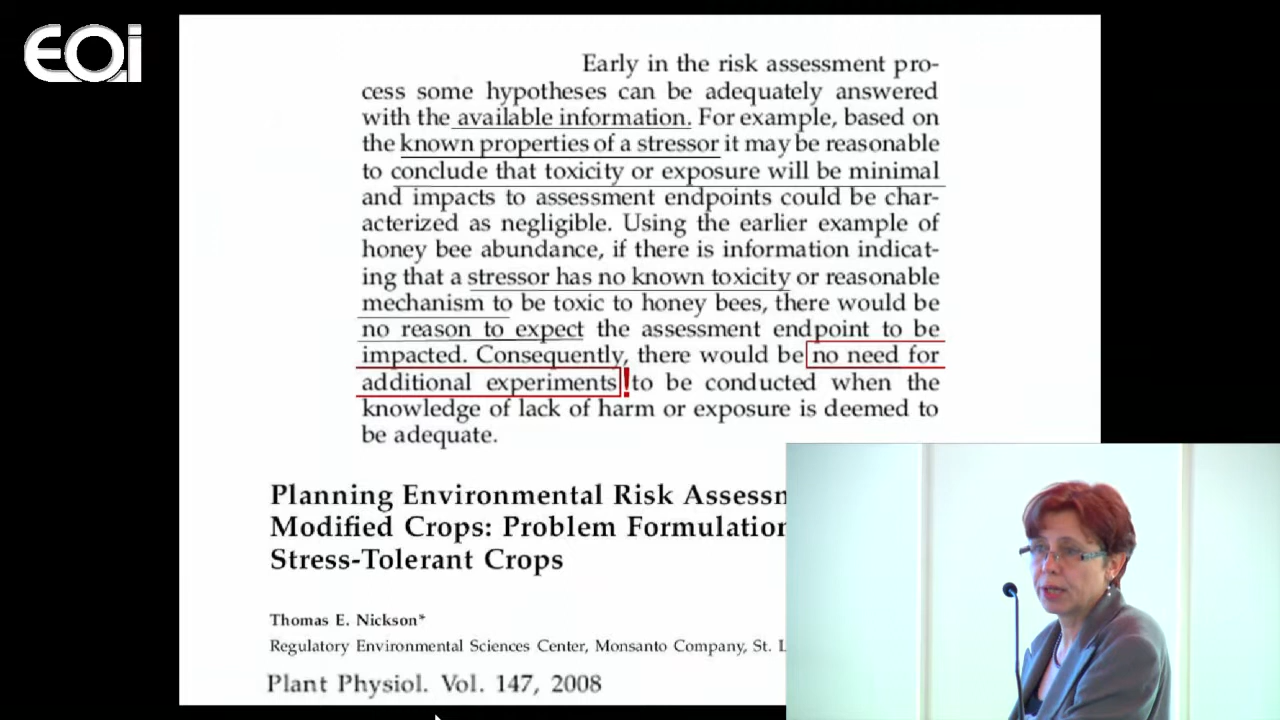 EOi
Early in the risk assessment pro-
cess some hypotheses can be adequately answered
with the available information. For example, based on
the known properties of a stressor it may be reasonable
to conclude that toxicity or exposure will be minimal
and impacts to assessment endpoints could be char-
acterized as negligible. Using the earlier example of
honey bee abundance, if there is information indicat-
ing that a stressor has no known toxicity or reasonable
mechanism to be toxic to honey bees, there would be
no reason to expect the assessment endpoint to be
impacted. Consequently, there would be no need for
additional experiments ! to be conducted when the
knowledge of lack of harm or exposure is deemed to
be adequate.
Planning Environmental Risk Assessm
Modified Crops: Problem Formulation
Stress-Tolerant Crops
Thomas E. Nickson*
Regulatory Environmental Sciences Center, Monsanto Company, St. L
Plant Physiol. Vol. 147, 2008